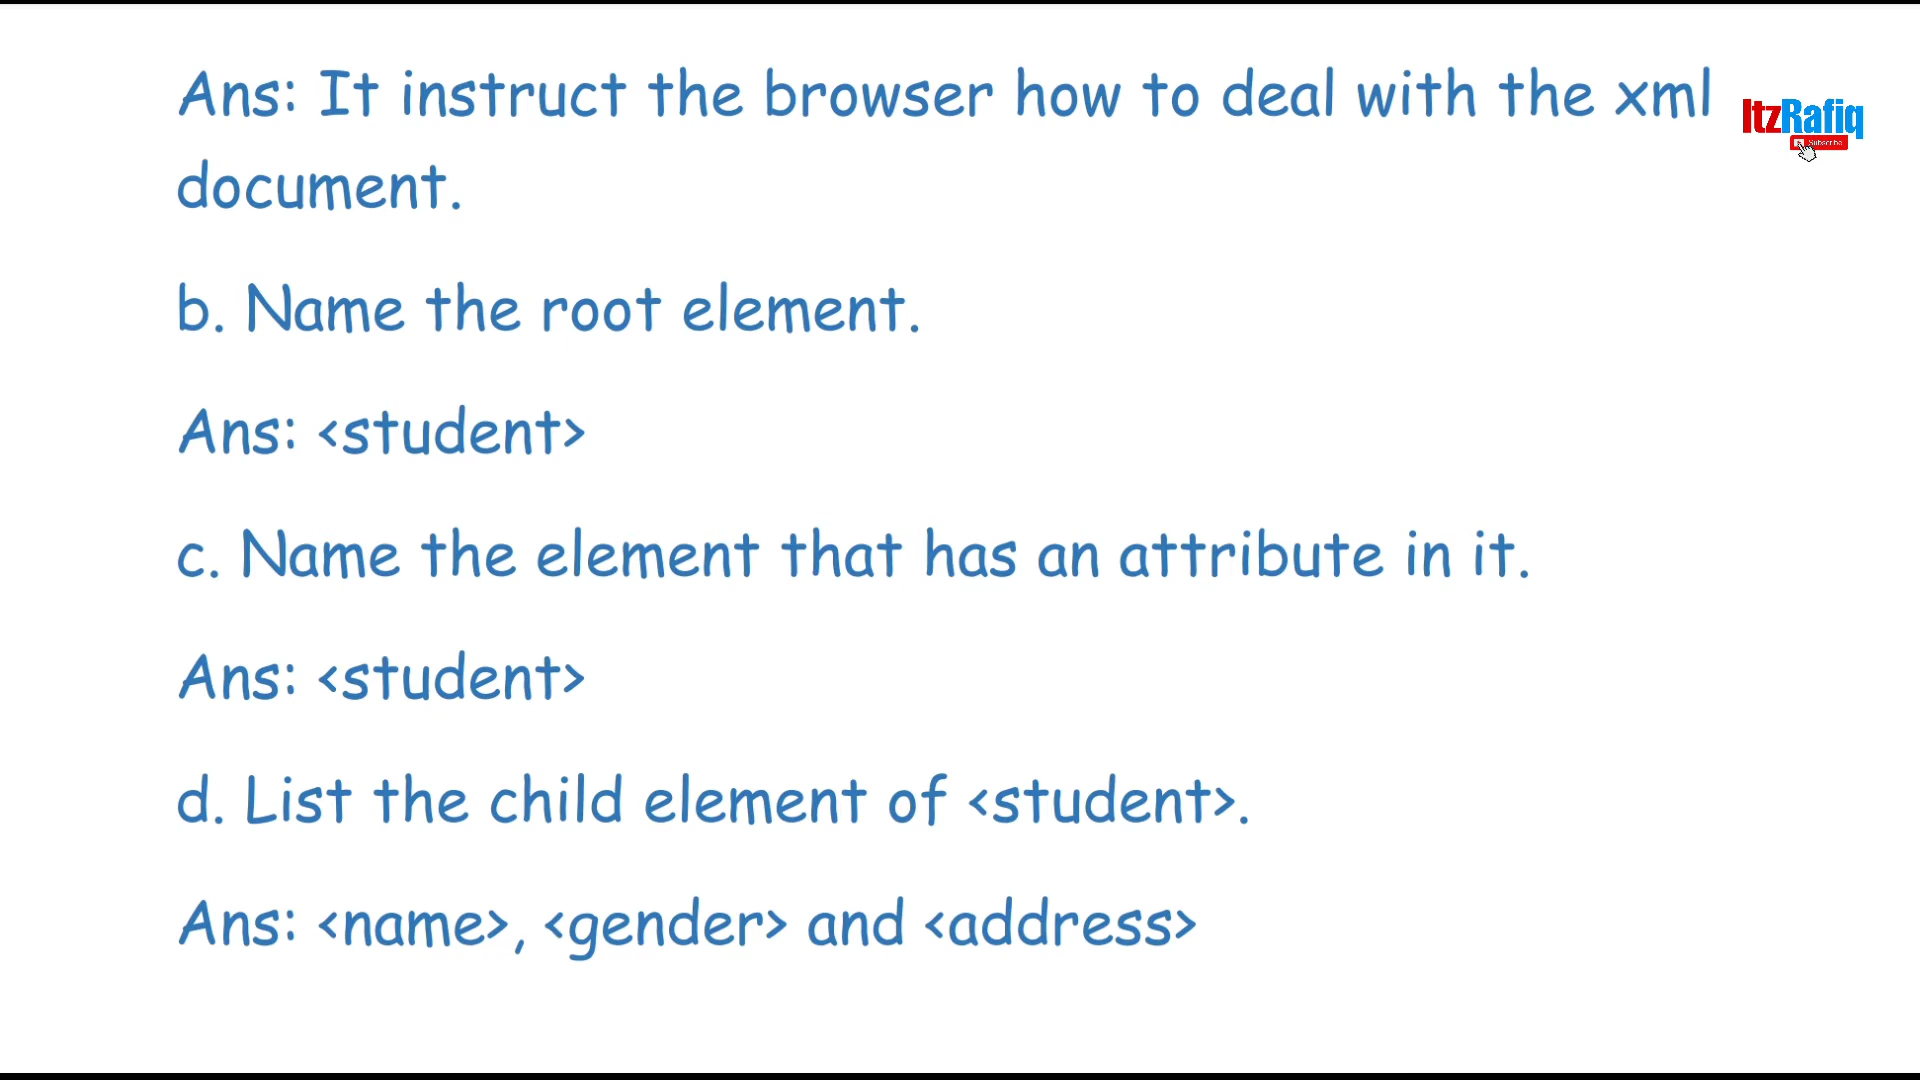 Ans: It instruct the browser how to deal with the xml
ItzRafiq
Subscribe
document.
b. Name the root element.
Ans: <student>
c. Name the element that has an attribute in it.
Ans: <student>
d. List the child element of <student>.
Ans: <name>, <gender> and <address>